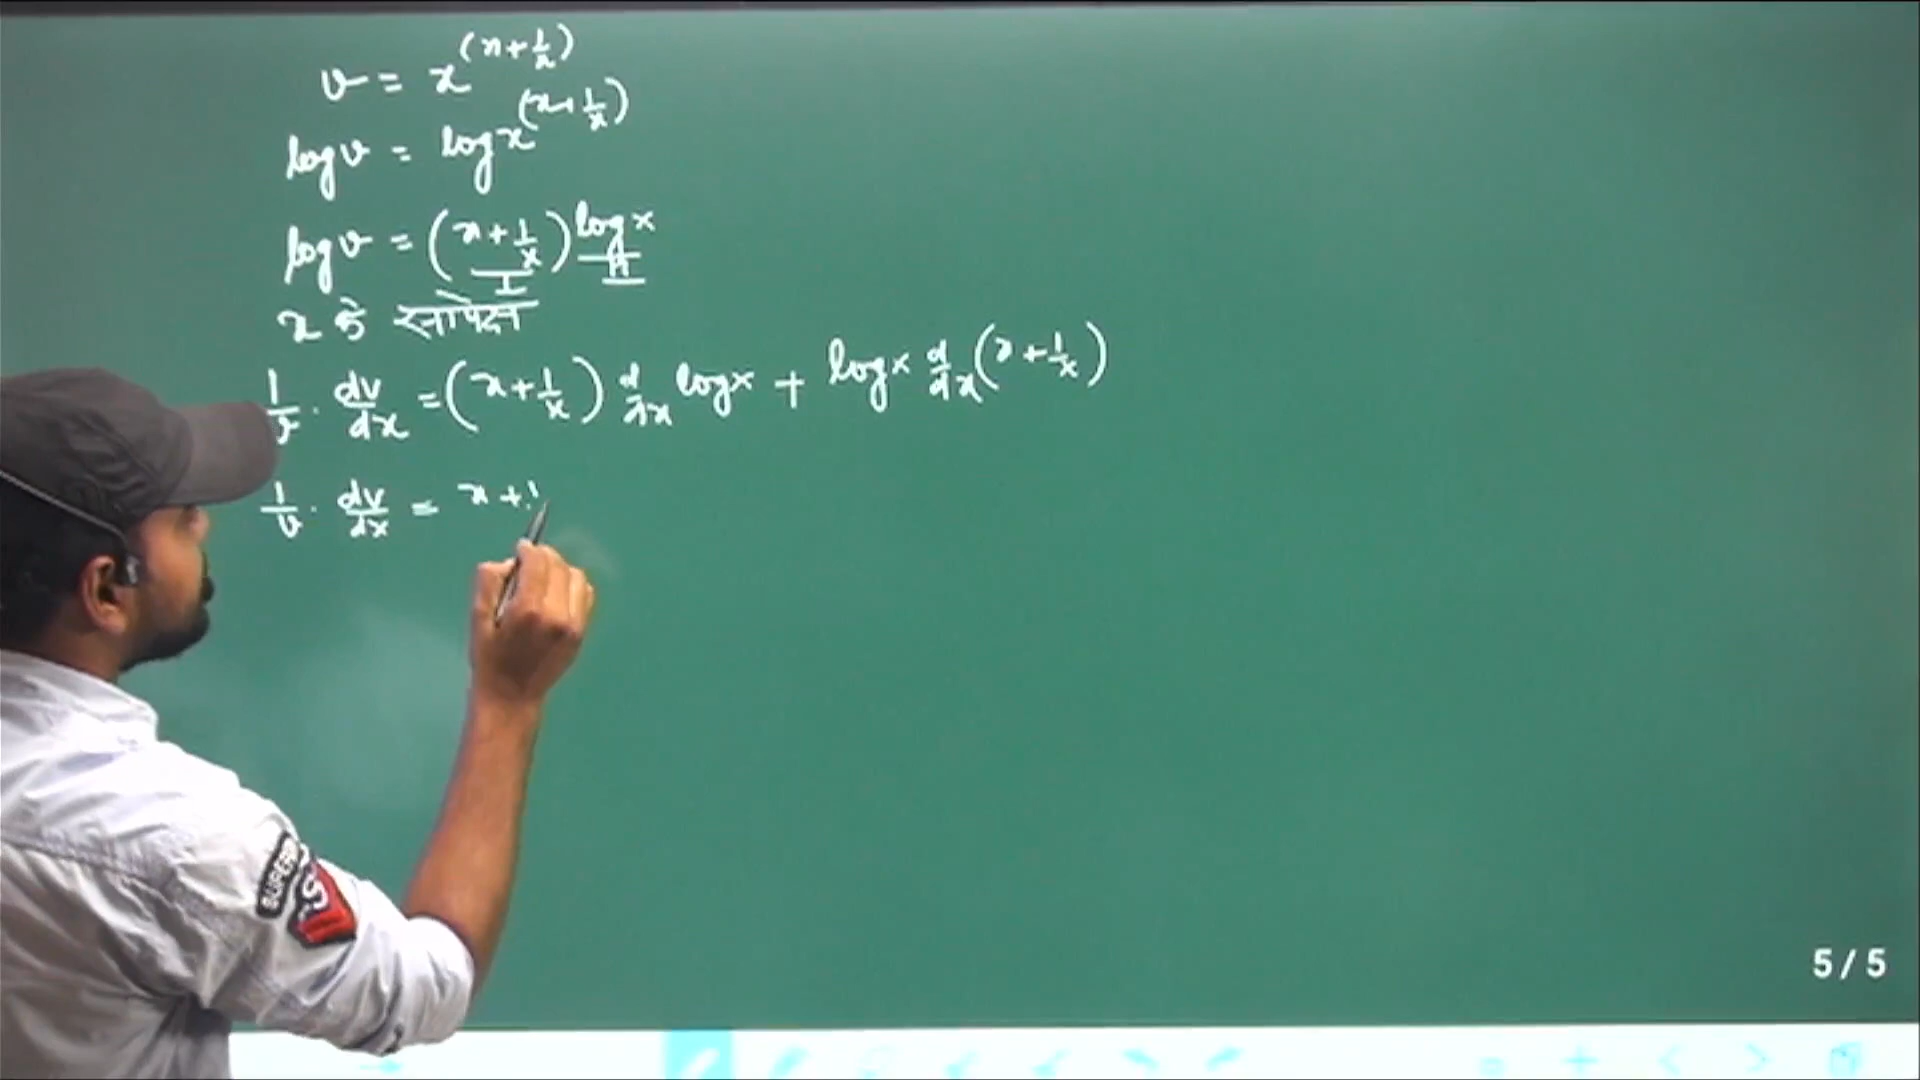 v = x^(x+1/x)
log v = log x^(x+1/x)
log v = (x+1/x) log x
I II
x के सापेक्ष
1/v · dv/dx = (x+1/x) d/dx log x + log x d/dx (x+1/x)
1/v · dv/dx = x+1
5 / 5